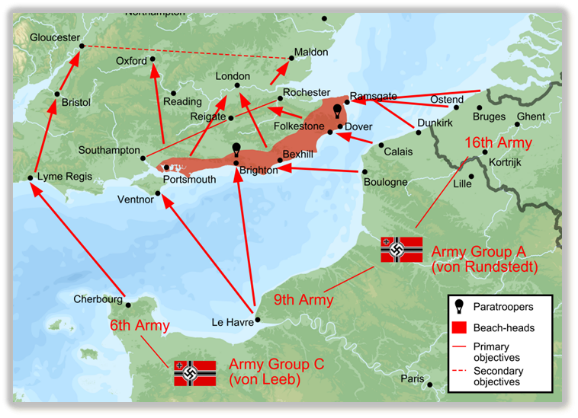 Northampton
Gloucester
Maldon
Oxford
London
Rochester
Ramsgate
Bristol
Reading
Ostend
Reigate
Bruges
Folkestone
Dover
Dunkirk
Ghent
Southampton
16th Army
Calais
Bexhill
Kortrijk
Lyme Regis
Portsmouth
Brighton
Boulogne
Lille
Ventnor
Army Group A
(von Rundstedt)
Cherbourg
9th Army
6th Army
Le Havre
Paratroopers
Beach-heads
Primary
objectives
Secondary
objectives
Army Group C
(von Leeb)
Paris